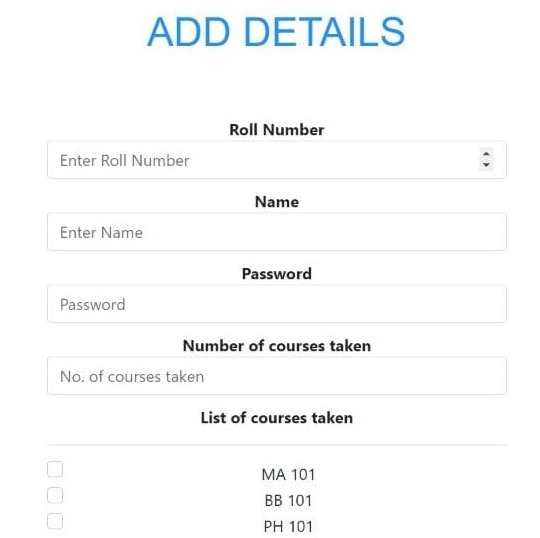 ADD DETAILS
Roll Number
Enter Roll Number
Name
Enter Name
Password
Password
Number of courses taken
No. of courses taken
List of courses taken
MA 101
BB 101
PH 101